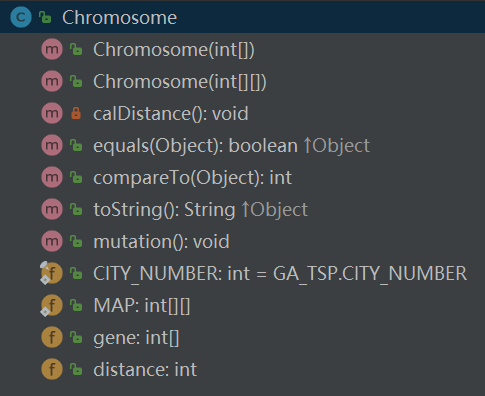 Chromosome
Chromosome(int[])
Chromosome(int[][])
calDistance(): void
equals(Object): boolean ↑Object
compareTo(Object): int
toString(): String ↑Object
mutation(): void
CITY_NUMBER: int = GA_TSP.CITY_NUMBER
MAP: int[][]
gene: int[]
distance: int